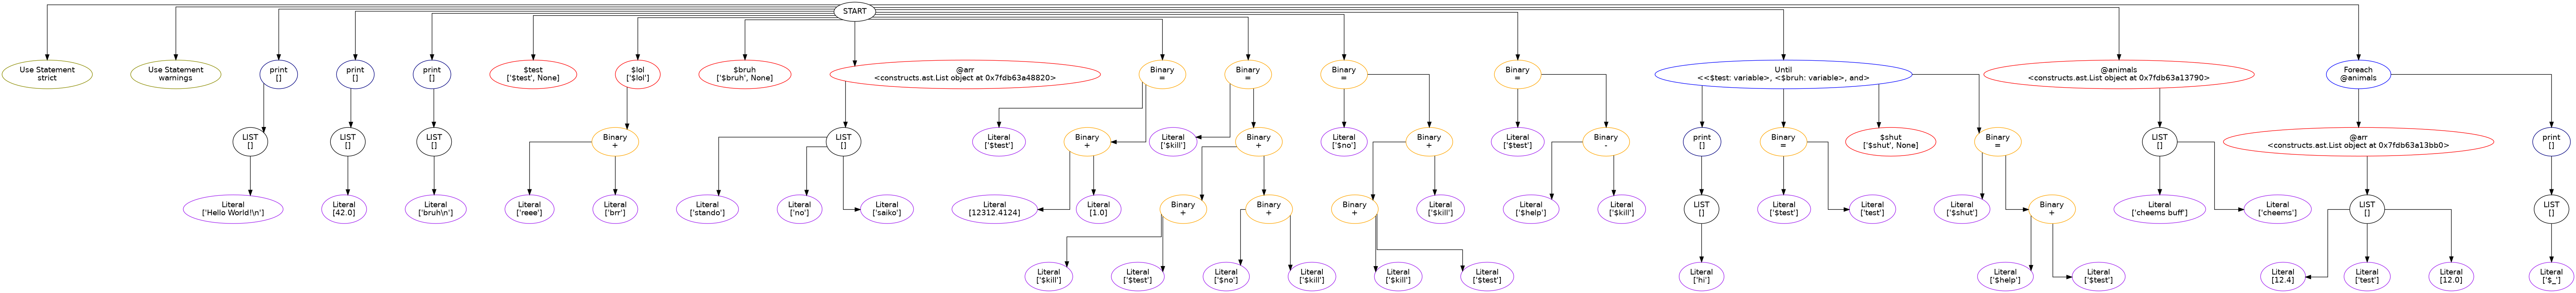 START
Use Statement
strict
Use Statement
warnings
print
[]
print
[]
print
[]
$test
['$test', None]
$lol
['$lol']
$bruh
['$bruh', None]
@arr
<constructs.ast.List object at 0x7fdb63a48820>
Binary
=
Binary
=
Binary
=
Binary
=
Until
<<$test: variable>, <$bruh: variable>, and>
@animals
<constructs.ast.List object at 0x7fdb63a13790>
Foreach
@animals
LIST
[]
LIST
[]
LIST
[]
Binary
+
LIST
[]
Literal
['$test']
Binary
+
Literal
['$kill']
Binary
+
Literal
['$no']
Binary
+
Literal
['$test']
Binary
-
print
[]
Binary
=
$shut
['$shut', None]
Binary
=
LIST
[]
@arr
<constructs.ast.List object at 0x7fdb63a13bb0>
print
[]
Literal
['Hello World!\n']
Literal
[42.0]
Literal
['bruh\n']
Literal
['reee']
Literal
['brr']
Literal
['stando']
Literal
['no']
Literal
['saiko']
Literal
[12312.4124]
Literal
[1.0]
Binary
+
Binary
+
Binary
+
Literal
['$kill']
Literal
['$help']
Literal
['$kill']
LIST
[]
Literal
['$test']
Literal
['test']
Literal
['$shut']
Binary
+
Literal
['cheems buff']
Literal
['cheems']
LIST
[]
LIST
[]
Literal
['$kill']
Literal
['$test']
Literal
['$no']
Literal
['$kill']
Literal
['$kill']
Literal
['$test']
Literal
['hi']
Literal
['$help']
Literal
['$test']
Literal
[12.4]
Literal
['test']
Literal
[12.0]
Literal
['$_']